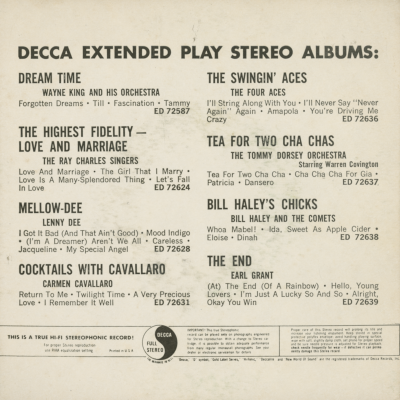 DECCA EXTENDED PLAY STEREO ALBUMS:
DREAM TIME
WAYNE KING AND HIS ORCHESTRA
Forgotten Dreams • Till • Fascination • Tammy
ED 72587
THE HIGHEST FIDELITY—
LOVE AND MARRIAGE
THE RAY CHARLES SINGERS
Love And Marriage • The Girl That I Marry •
Love Is A Many-Splendored Thing • Let's Fall
In Love ED 72624
MELLOW-DEE
LENNY DEE
I Got It Bad (And That Ain't Good) • Mood Indigo
• (I'm A Dreamer) Aren't We All • Careless •
Jacqueline • My Special Angel ED 72628
COCKTAILS WITH CAVALLARO
CARMEN CAVALLARO
Return To Me • Twilight Time • A Very Precious
Love • I Remember It Well ED 72631
THE SWINGIN' ACES
THE FOUR ACES
I'll String Along With You • I'll Never Say "Never
Again" Again • Amapola • You're Driving Me
Crazy ED 72636
TEA FOR TWO CHA CHAS
THE TOMMY DORSEY ORCHESTRA
Starring Warren Covington
Tea For Two Cha Cha • Cha Cha Cha For Gia •
Patricia • Dansero ED 72637
BILL HALEY'S CHICKS
BILL HALEY AND THE COMETS
Whoa Mabel! • Ida, Sweet As Apple Cider •
Eloise • Dinah ED 72638
THE END
EARL GRANT
(At) The End (Of A Rainbow) • Hello, Young
Lovers • I'm Just A Lucky So And So • Alright,
Okay You Win ED 72639
THIS IS A TRUE HI-FI STEREOPHONIC RECORD!
For proper Stereo reproduction
use RIAA equalization setting
Printed in U.S.A.
DECCA
FULL
STEREO